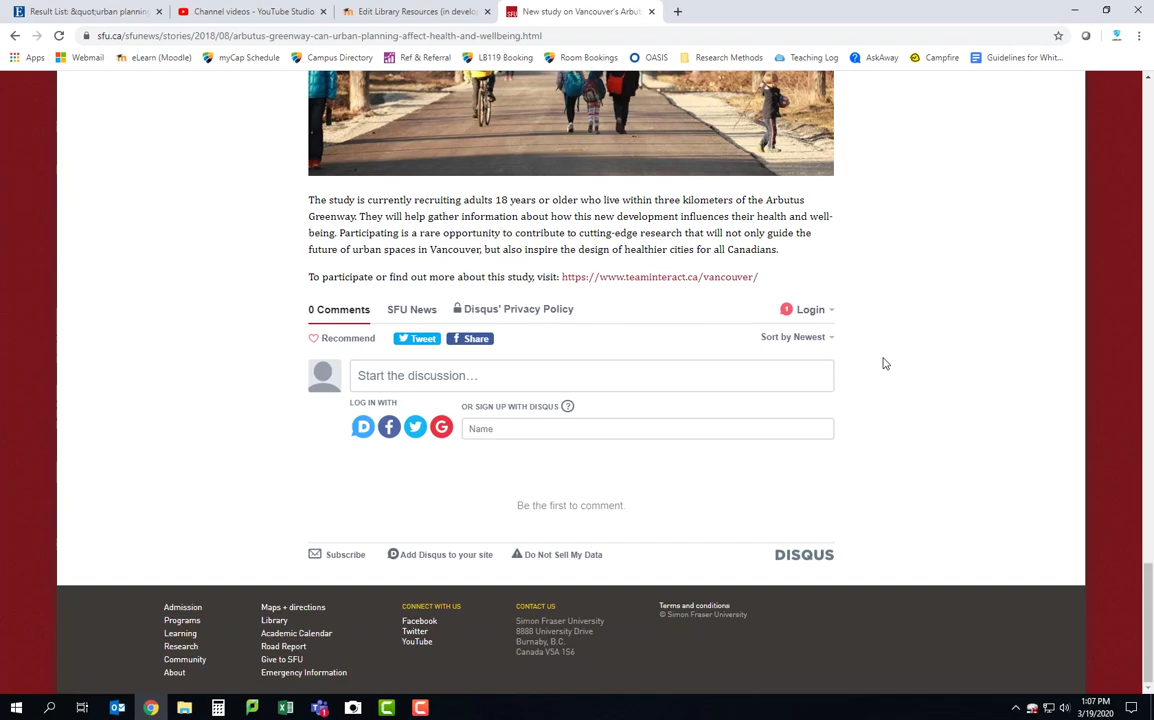 Result List: &quot;urban planning
Channel videos - YouTube Studio
Edit Library Resources (in develop
New study on Vancouver's Arbut
sfu.ca/sfunews/stories/2018/08/arbutus-greenway-can-urban-planning-affect-health-and-wellbeing.html
Apps Webmail eLearn (Moodle) myCap Schedule Campus Directory Ref & Referral LB119 Booking Room Bookings OASIS Research Methods Teaching Log AskAway Campfire Guidelines for Whit...
The study is currently recruiting adults 18 years or older who live within three kilometers of the Arbutus
Greenway. They will help gather information about how this new development influences their health and well-
being. Participating is a rare opportunity to contribute to cutting-edge research that will not only guide the
future of urban spaces in Vancouver, but also inspire the design of healthier cities for all Canadians.
To participate or find out more about this study, visit: https://www.teaminteract.ca/vancouver/
0 Comments SFU News Disqus' Privacy Policy 1 Login
Recommend Tweet Share Sort by Newest
Start the discussion...
LOG IN WITH OR SIGN UP WITH DISQUS ?
Name
Be the first to comment.
Subscribe Add Disqus to your site Do Not Sell My Data DISQUS
Admission
Programs
Learning
Research
Community
About
Maps + directions
Library
Academic Calendar
Road Report
Give to SFU
Emergency Information
CONNECT WITH US
Facebook
Twitter
YouTube
CONTACT US
Simon Fraser University
8888 University Drive
Burnaby, B.C.
Canada V5A 1S6
Terms and conditions
© Simon Fraser University
1:07 PM
3/19/2020